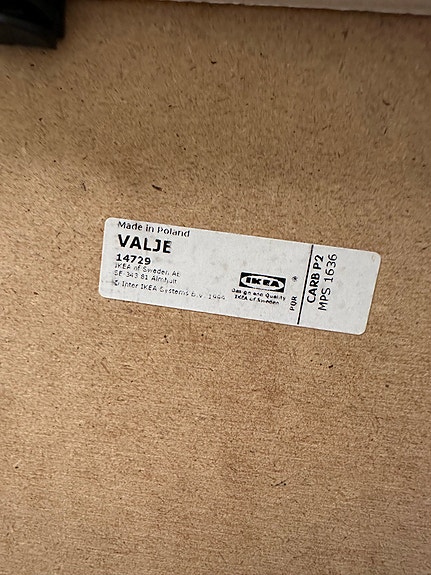 Made in Poland
VALJE
14729
IKEA of Sweden AB
SE-343 81 Älmhult
© Inter IKEA Systems B.V. 1999
IKEA
Design and Quality
IKEA of Sweden
PQR
CARB P2
MPS 1636